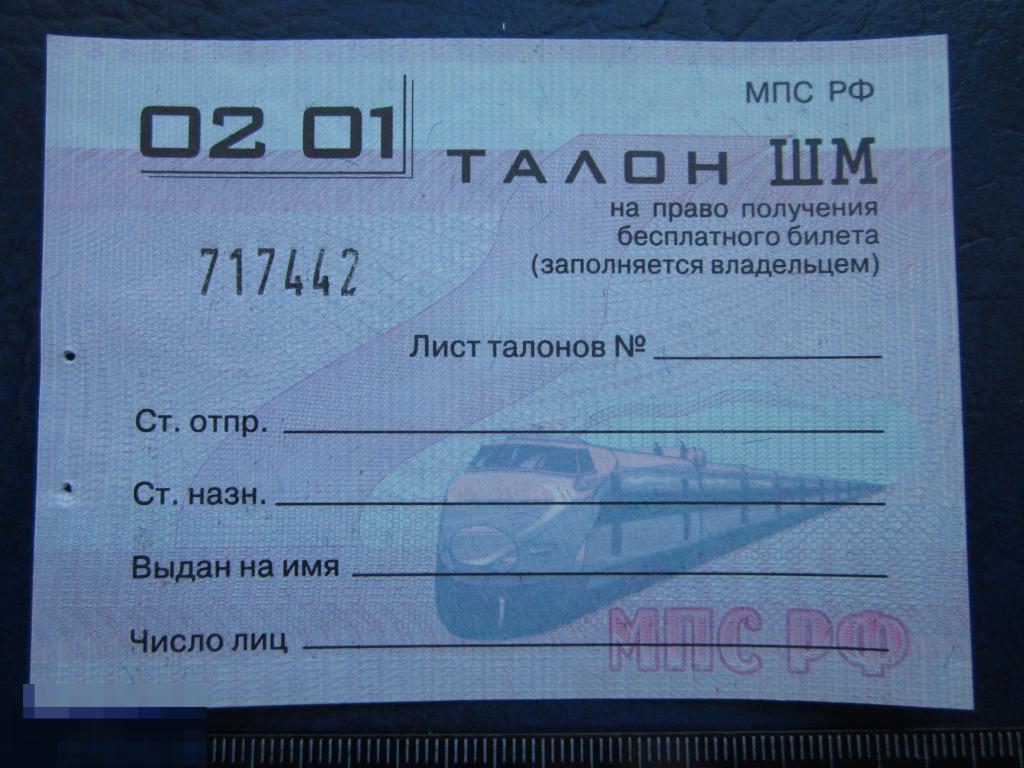 МПС РФ
02 01
ТАЛОН ШМ
на право получения
бесплатного билета
(заполняется владельцем)
717442
Лист талонов №
Ст. отпр.
Ст. назн.
Выдан на имя
Число лиц
МПС РФ